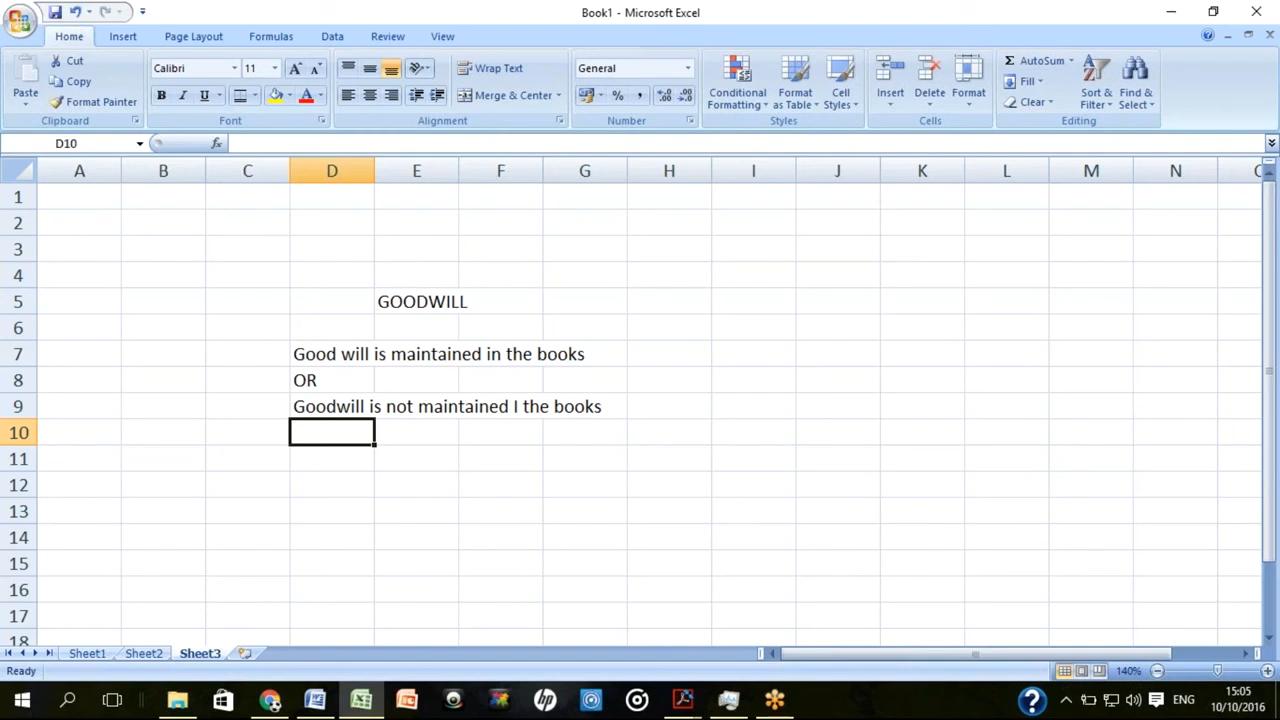 Book1 - Microsoft Excel
Home Insert Page Layout Formulas Data Review View
Paste
Cut
Copy
Format Painter
Clipboard
Calibri 11
B I U
Font
Wrap Text
Merge & Center
Alignment
General
% ,
Number
Conditional Formatting
Format as Table
Cell Styles
Styles
Insert Delete Format
Cells
AutoSum
Fill
Clear
Sort & Filter
Find & Select
Editing
D10 fx
A B C D E F G H I J K L M N
1
2
3
4
5 GOODWILL
6
7 Good will is maintained in the books
8 OR
9 Goodwill is not maintained I the books
10
11
12
13
14
15
16
17
18
Sheet1 Sheet2 Sheet3
Ready 140%
ENG 15:05
10/10/2016